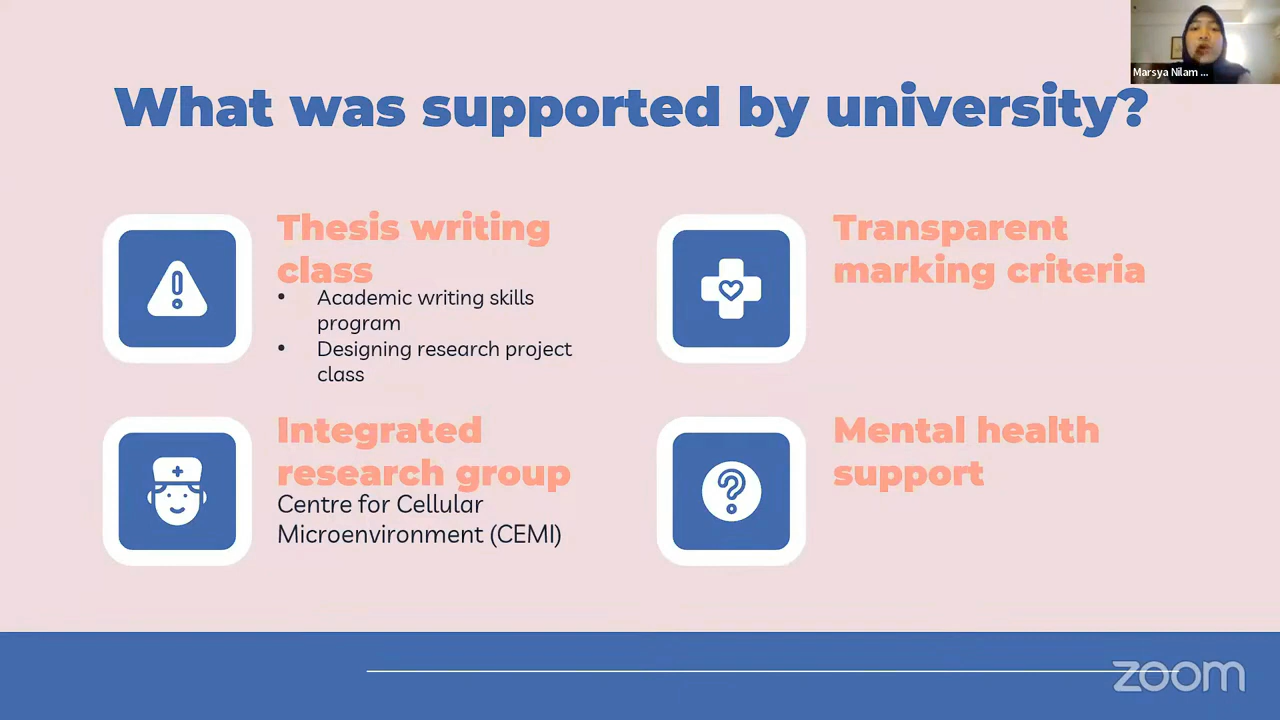 Marsya Nilam ...
What was supported by university?
Thesis writing
class
• Academic writing skills
program
• Designing research project
class
Transparent
marking criteria
Integrated
research group
Centre for Cellular
Microenvironment (CEMI)
Mental health
support
zoom